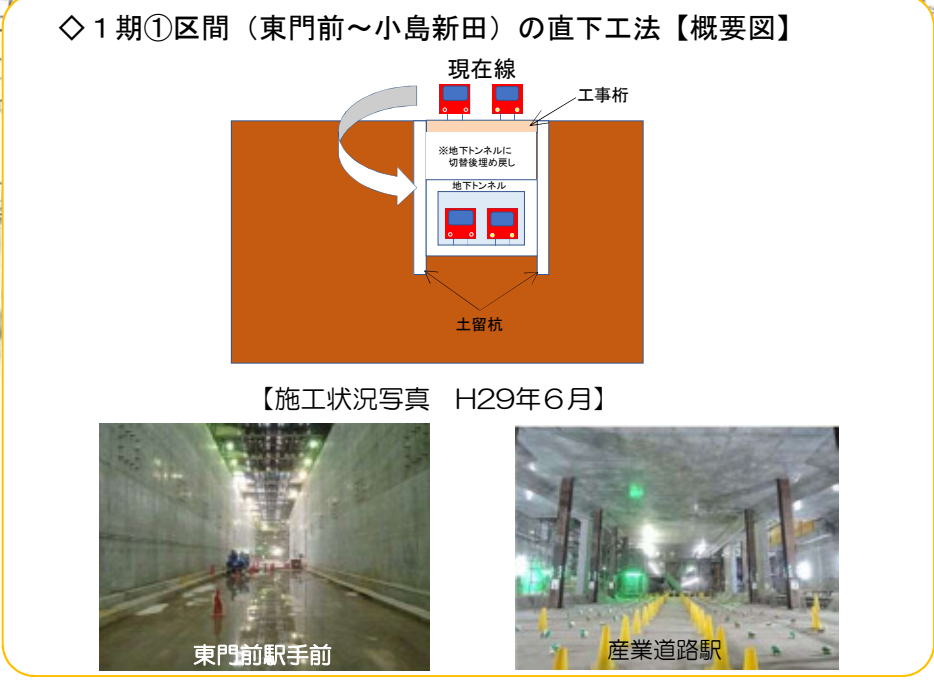 ◇１期①区間（東門前～小島新田）の直下工法【概要図】
現在線
工事桁
※地下トンネルに
切替後埋め戻し
地下トンネル
土留杭
【施工状況写真　H29年６月】
東門前駅手前
産業道路駅